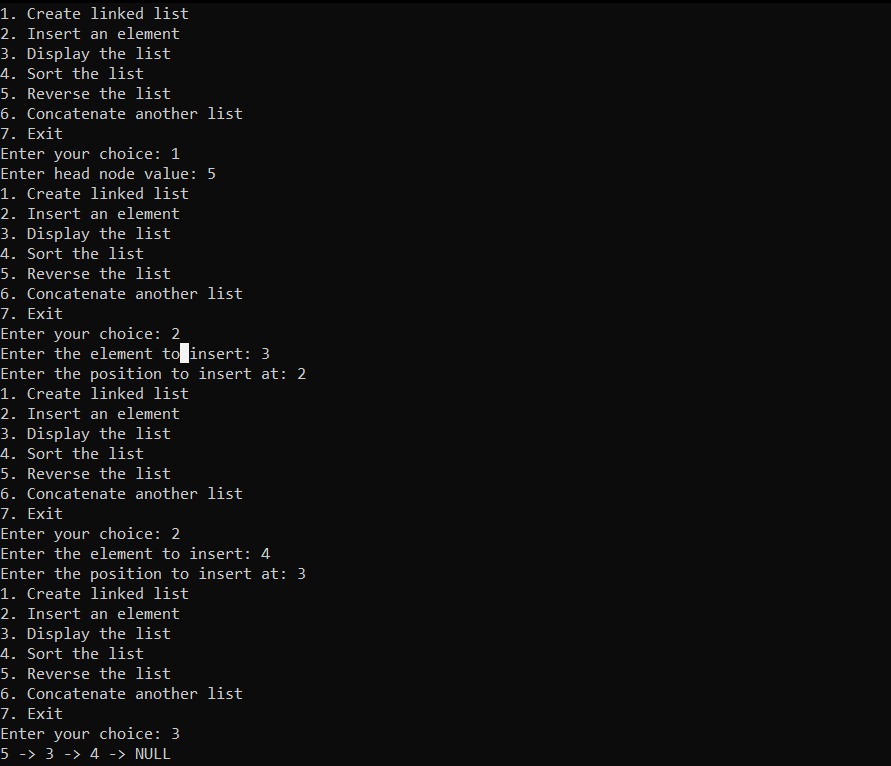 1. Create linked list
2. Insert an element
3. Display the list
4. Sort the list
5. Reverse the list
6. Concatenate another list
7. Exit
Enter your choice: 1
Enter head node value: 5
1. Create linked list
2. Insert an element
3. Display the list
4. Sort the list
5. Reverse the list
6. Concatenate another list
7. Exit
Enter your choice: 2
Enter the element to insert: 3
Enter the position to insert at: 2
1. Create linked list
2. Insert an element
3. Display the list
4. Sort the list
5. Reverse the list
6. Concatenate another list
7. Exit
Enter your choice: 2
Enter the element to insert: 4
Enter the position to insert at: 3
1. Create linked list
2. Insert an element
3. Display the list
4. Sort the list
5. Reverse the list
6. Concatenate another list
7. Exit
Enter your choice: 3
5 -> 3 -> 4 -> NULL